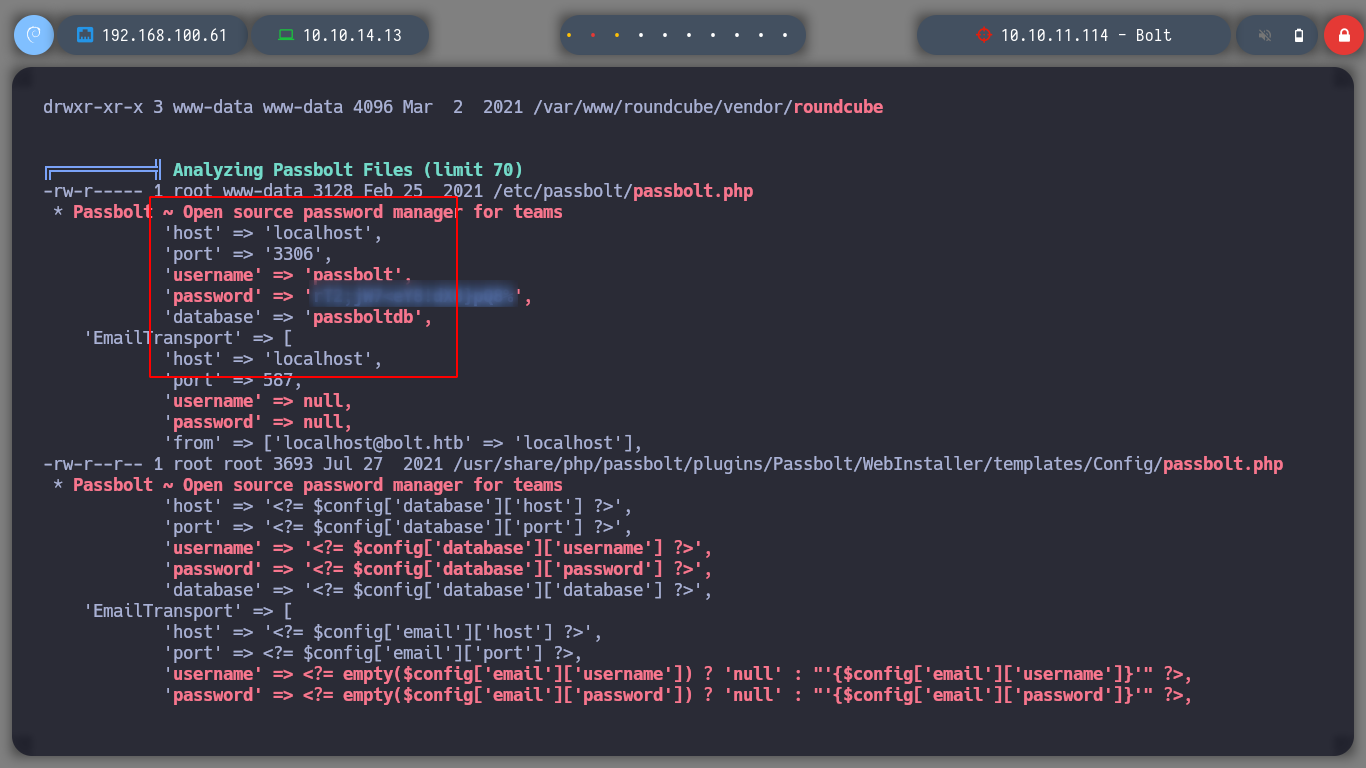 192.168.100.61 10.10.14.13 10.10.11.114 - Bolt
drwxr-xr-x 3 www-data www-data 4096 Mar  2  2021 /var/www/roundcube/vendor/roundcube
Analyzing Passbolt Files (limit 70)
-rw-r----- 1 root www-data 3128 Feb 25  2021 /etc/passbolt/passbolt.php
* Passbolt ~ Open source password manager for teams
'host' => 'localhost',
'port' => '3306',
'username' => 'passbolt',
'password' => '',
'database' => 'passboltdb',
'EmailTransport' => [
'host' => 'localhost',
'port' => 587,
'username' => null,
'password' => null,
'from' => ['localhost@bolt.htb' => 'localhost'],
-rw-r--r-- 1 root root 3693 Jul 27  2021 /usr/share/php/passbolt/plugins/Passbolt/WebInstaller/templates/Config/passbolt.php
* Passbolt ~ Open source password manager for teams
'host' => '<?= $config['database']['host'] ?>',
'port' => '<?= $config['database']['port'] ?>',
'username' => '<?= $config['database']['username'] ?>',
'password' => '<?= $config['database']['password'] ?>',
'database' => '<?= $config['database']['database'] ?>',
'EmailTransport' => [
'host' => '<?= $config['email']['host'] ?>',
'port' => <?= $config['email']['port'] ?>,
'username' => <?= empty($config['email']['username']) ? 'null' : "'{$config['email']['username']}'" ?>,
'password' => <?= empty($config['email']['password']) ? 'null' : "'{$config['email']['password']}'" ?>,